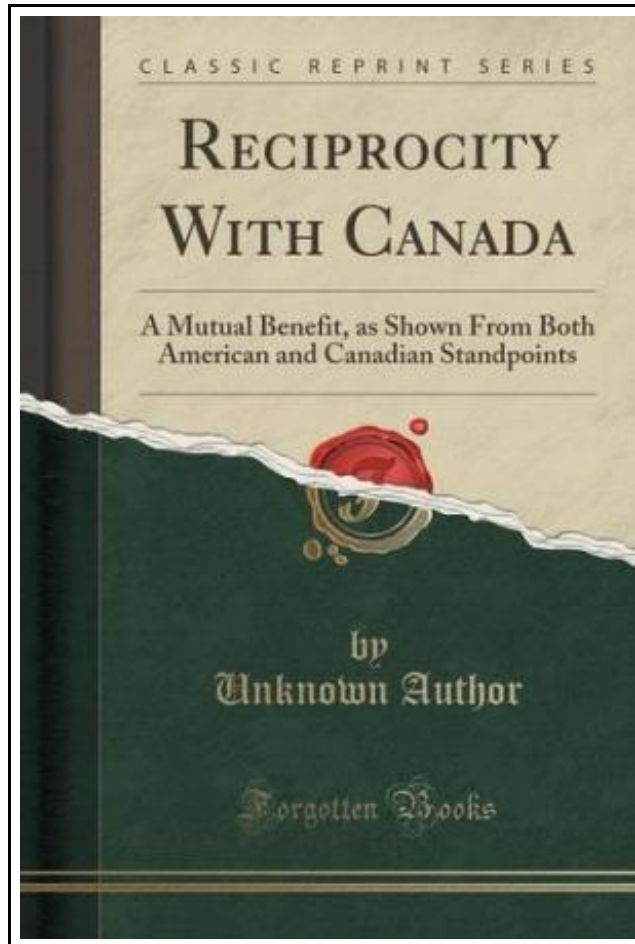 CLASSIC REPRINT SERIES
RECIPROCITY
WITH CANADA
A Mutual Benefit, as Shown From Both
American and Canadian Standpoints
by
Unknown Author
Forgotten Books